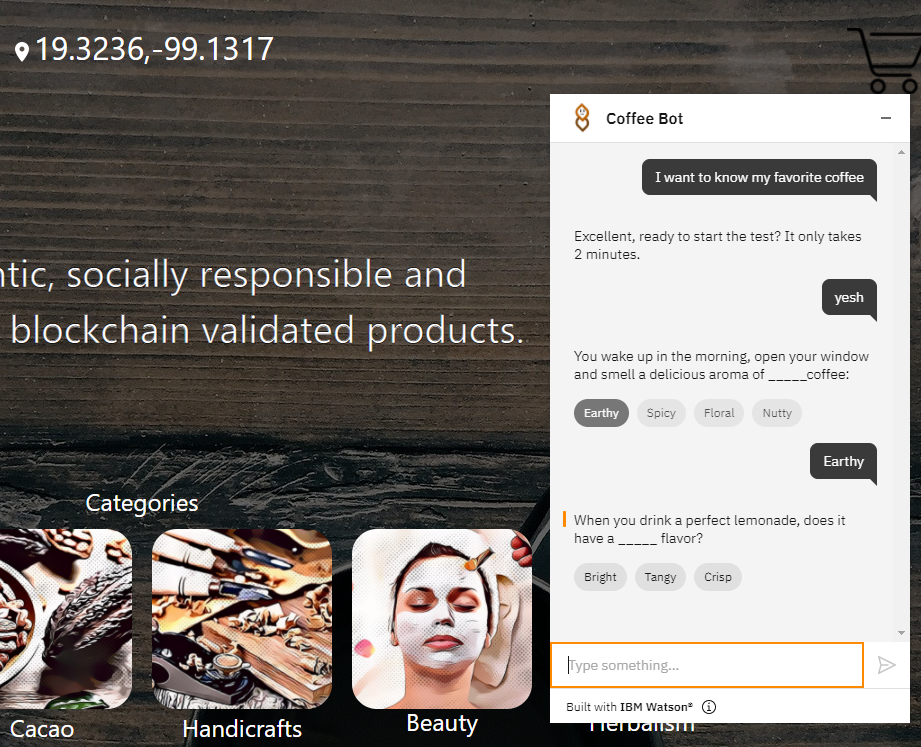 19.3236,-99.1317
ntic, socially responsible and
blockchain validated products.
Categories
Cacao
Handicrafts
Beauty
Herbalism
Coffee Bot
I want to know my favorite coffee
Excellent, ready to start the test? It only takes
2 minutes.
yesh
You wake up in the morning, open your window
and smell a delicious aroma of _____coffee:
Earthy Spicy Floral Nutty
Earthy
When you drink a perfect lemonade, does it
have a _____ flavor?
Bright Tangy Crisp
Type something...
Built with IBM Watson®